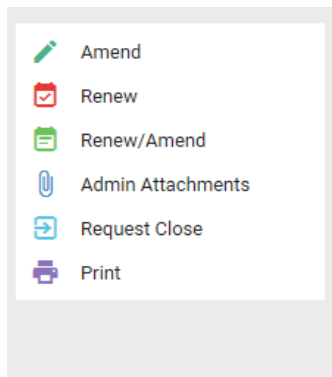 Amend
Renew
Renew/Amend
Admin Attachments
Request Close
Print